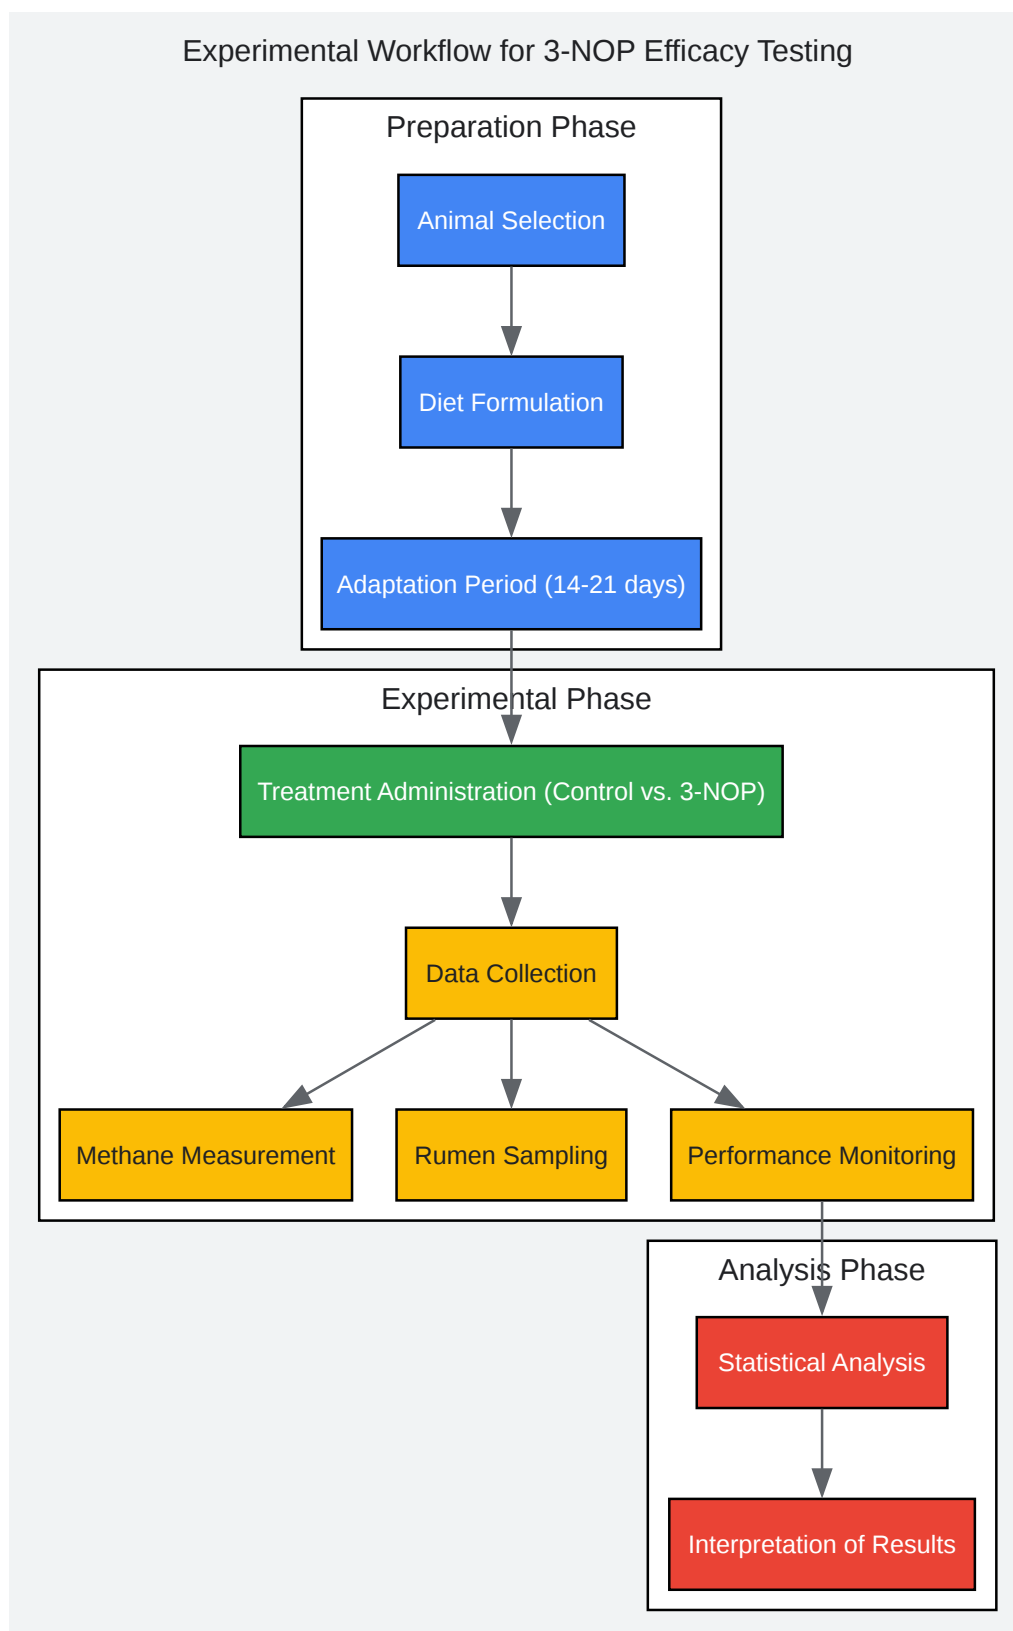 Experimental Workflow for 3-NOP Efficacy Testing
Preparation Phase
Animal Selection
Diet Formulation
Adaptation Period (14-21 days)
Experimental Phase
Treatment Administration (Control vs. 3-NOP)
Data Collection
Methane Measurement
Rumen Sampling
Performance Monitoring
Analysis Phase
Statistical Analysis
Interpretation of Results